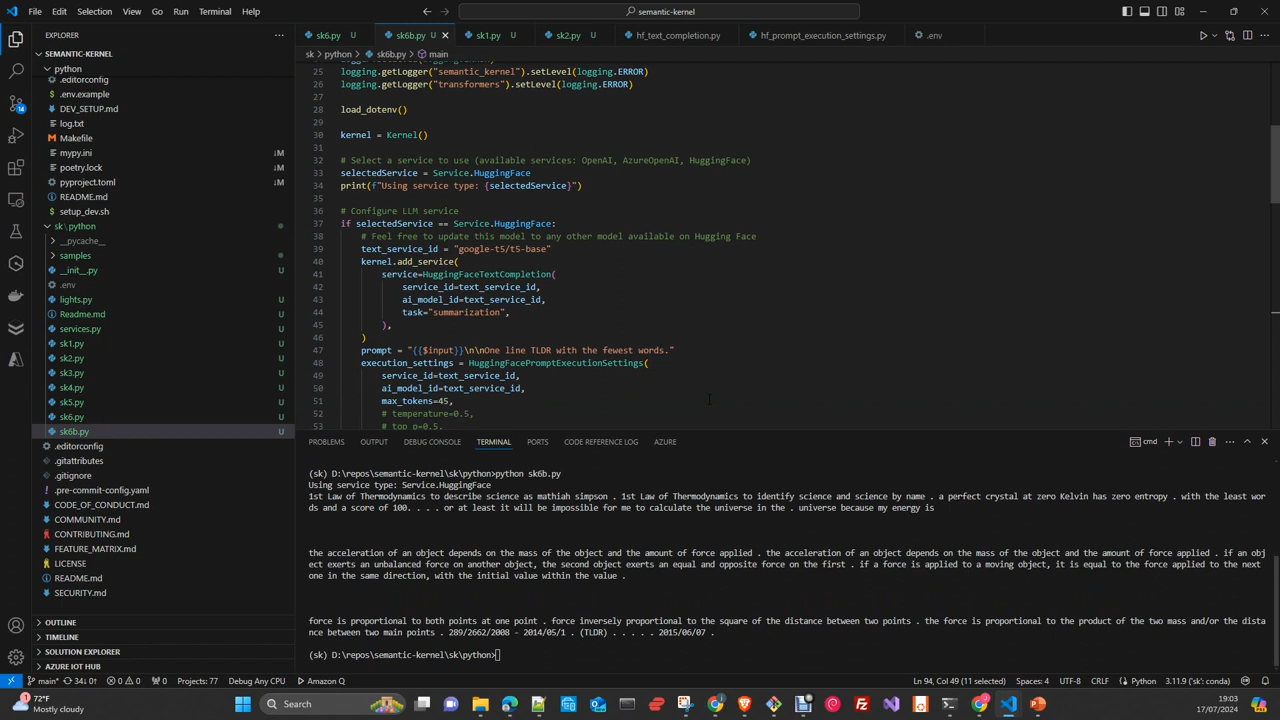 File Edit Selection View Go Run Terminal Help
semantic-kernel
EXPLORER
sk6.py U
sk6b.py U
sk1.py U
sk2.py U
hf_text_completion.py
hf_prompt_execution_settings.py
.env
SEMANTIC-KERNEL
sk > python > sk6b.py > main
python
.editorconfig
.env.example
DEV_SETUP.md
log.txt
Makefile
mypy.ini M
poetry.lock M
pyproject.toml M
README.md
setup_dev.sh
sk\python
__pycache__
samples U
__init__.py U
.env
lights.py U
Readme.md U
services.py U
sk1.py U
sk2.py U
sk3.py U
sk4.py U
sk5.py U
sk6.py U
sk6b.py U
.editorconfig
.gitattributes
.gitignore
.pre-commit-config.yaml
CODE_OF_CONDUCT.md
COMMUNITY.md
CONTRIBUTING.md
FEATURE_MATRIX.md
LICENSE
README.md
SECURITY.md
OUTLINE
TIMELINE
SOLUTION EXPLORER
AZURE IOT HUB
25 logging.getLogger("semantic_kernel").setLevel(logging.ERROR)
26 logging.getLogger("transformers").setLevel(logging.ERROR)
27
28 load_dotenv()
29
30 kernel = Kernel()
31
32 # Select a service to use (available services: OpenAI, AzureOpenAI, HuggingFace)
33 selectedService = Service.HuggingFace
34 print(f"Using service type: {selectedService}")
35
36 # Configure LLM service
37 if selectedService == Service.HuggingFace:
38 # Feel free to update this model to any other model available on Hugging Face
39 text_service_id = "google-t5/t5-base"
40 kernel.add_service(
41 service=HuggingFaceTextCompletion(
42 service_id=text_service_id,
43 ai_model_id=text_service_id,
44 task="summarization",
45 ),
46 )
47 prompt = "{{$input}}\n\nOne line TLDR with the fewest words."
48 execution_settings = HuggingFacePromptExecutionSettings(
49 service_id=text_service_id,
50 ai_model_id=text_service_id,
51 max_tokens=45,
52 # temperature=0.5,
53 # top_p=0.5,
PROBLEMS OUTPUT DEBUG CONSOLE TERMINAL PORTS CODE REFERENCE LOG AZURE
cmd
(sk) D:\repos\semantic-kernel\sk\python>python sk6b.py
Using service type: Service.HuggingFace
1st Law of Thermodynamics to describe science as mathiah simpson . 1st Law of Thermodynamics to identify science and science by name . a perfect crystal at zero Kelvin has zero entropy . with the least wor
ds and a score of 100. . . . or at least it will be impossible for me to calculate the universe in the . universe because my energy is
the acceleration of an object depends on the mass of the object and the amount of force applied . the acceleration of an object depends on the mass of the object and the amount of force applied . if an obj
ect exerts an unbalanced force on another object, the second object exerts an equal and opposite force on the first . if a force is applied to a moving object, it is equal to the force applied to the next
one in the same direction, with the initial value within the value .
force is proportional to both points at one point . force inversely proportional to the square of the distance between two points . the force is proportional to the product of the two mass and/or the dista
nce between two main points . 289/2662/2008 - 2014/05/1 . (TLDR) . . . . . 2015/06/07 .
(sk) D:\repos\semantic-kernel\sk\python>
main* 34↓ 0↑ 0 0 0 Projects: 77 Debug Any CPU Amazon Q
Ln 94, Col 49 (11 selected) Spaces: 4 UTF-8 CRLF Python 3.11.9 ('sk': conda)
72°F
Mostly cloudy
Search
19:03
17/07/2024